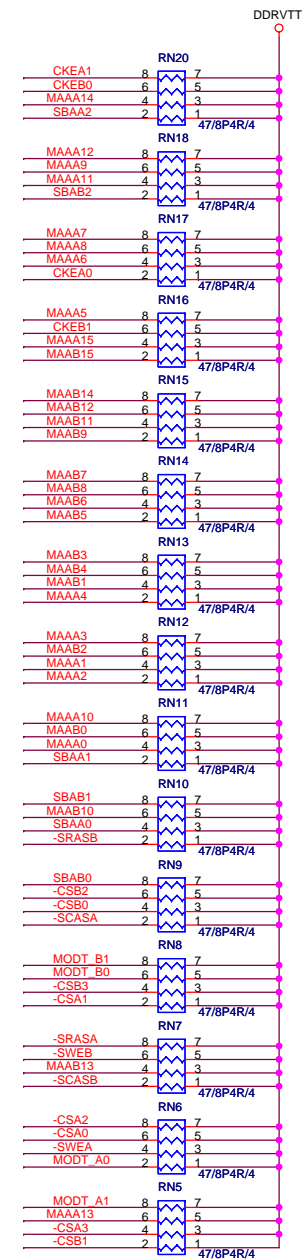 DDRVTT
RN20
CKEA1 8 7
CKEB0 6 5
MAAA14 4 3
SBAA2 2 1
47/8P4R/4
RN18
MAAA12 8 7
MAAA9 6 5
MAAA11 4 3
SBAB2 2 1
47/8P4R/4
RN17
MAAA7 8 7
MAAA8 6 5
MAAA6 4 3
CKEA0 2 1
47/8P4R/4
RN16
MAAA5 8 7
CKEB1 6 5
MAAA15 4 3
MAAB15 2 1
47/8P4R/4
RN15
MAAB14 8 7
MAAB12 6 5
MAAB11 4 3
MAAB9 2 1
47/8P4R/4
RN14
MAAB7 8 7
MAAB8 6 5
MAAB6 4 3
MAAB5 2 1
47/8P4R/4
RN13
MAAB3 8 7
MAAB4 6 5
MAAB1 4 3
MAAA4 2 1
47/8P4R/4
RN12
MAAA3 8 7
MAAB2 6 5
MAAA1 4 3
MAAA2 2 1
47/8P4R/4
RN11
MAAA10 8 7
MAAB0 6 5
MAAA0 4 3
SBAA1 2 1
47/8P4R/4
RN10
SBAB1 8 7
MAAB10 6 5
SBAA0 4 3
-SRASB 2 1
47/8P4R/4
RN9
SBAB0 8 7
-CSB2 6 5
-CSB0 4 3
-SCASA 2 1
47/8P4R/4
RN8
MODT_B1 8 7
MODT_B0 6 5
-CSB3 4 3
-CSA1 2 1
47/8P4R/4
RN7
-SRASA 8 7
-SWEB 6 5
MAAB13 4 3
-SCASB 2 1
47/8P4R/4
RN6
-CSA2 8 7
-CSA0 6 5
-SWEA 4 3
MODT_A0 2 1
47/8P4R/4
RN5
MODT_A1 8 7
MAAA13 6 5
-CSA3 4 3
-CSB1 2 1
47/8P4R/4